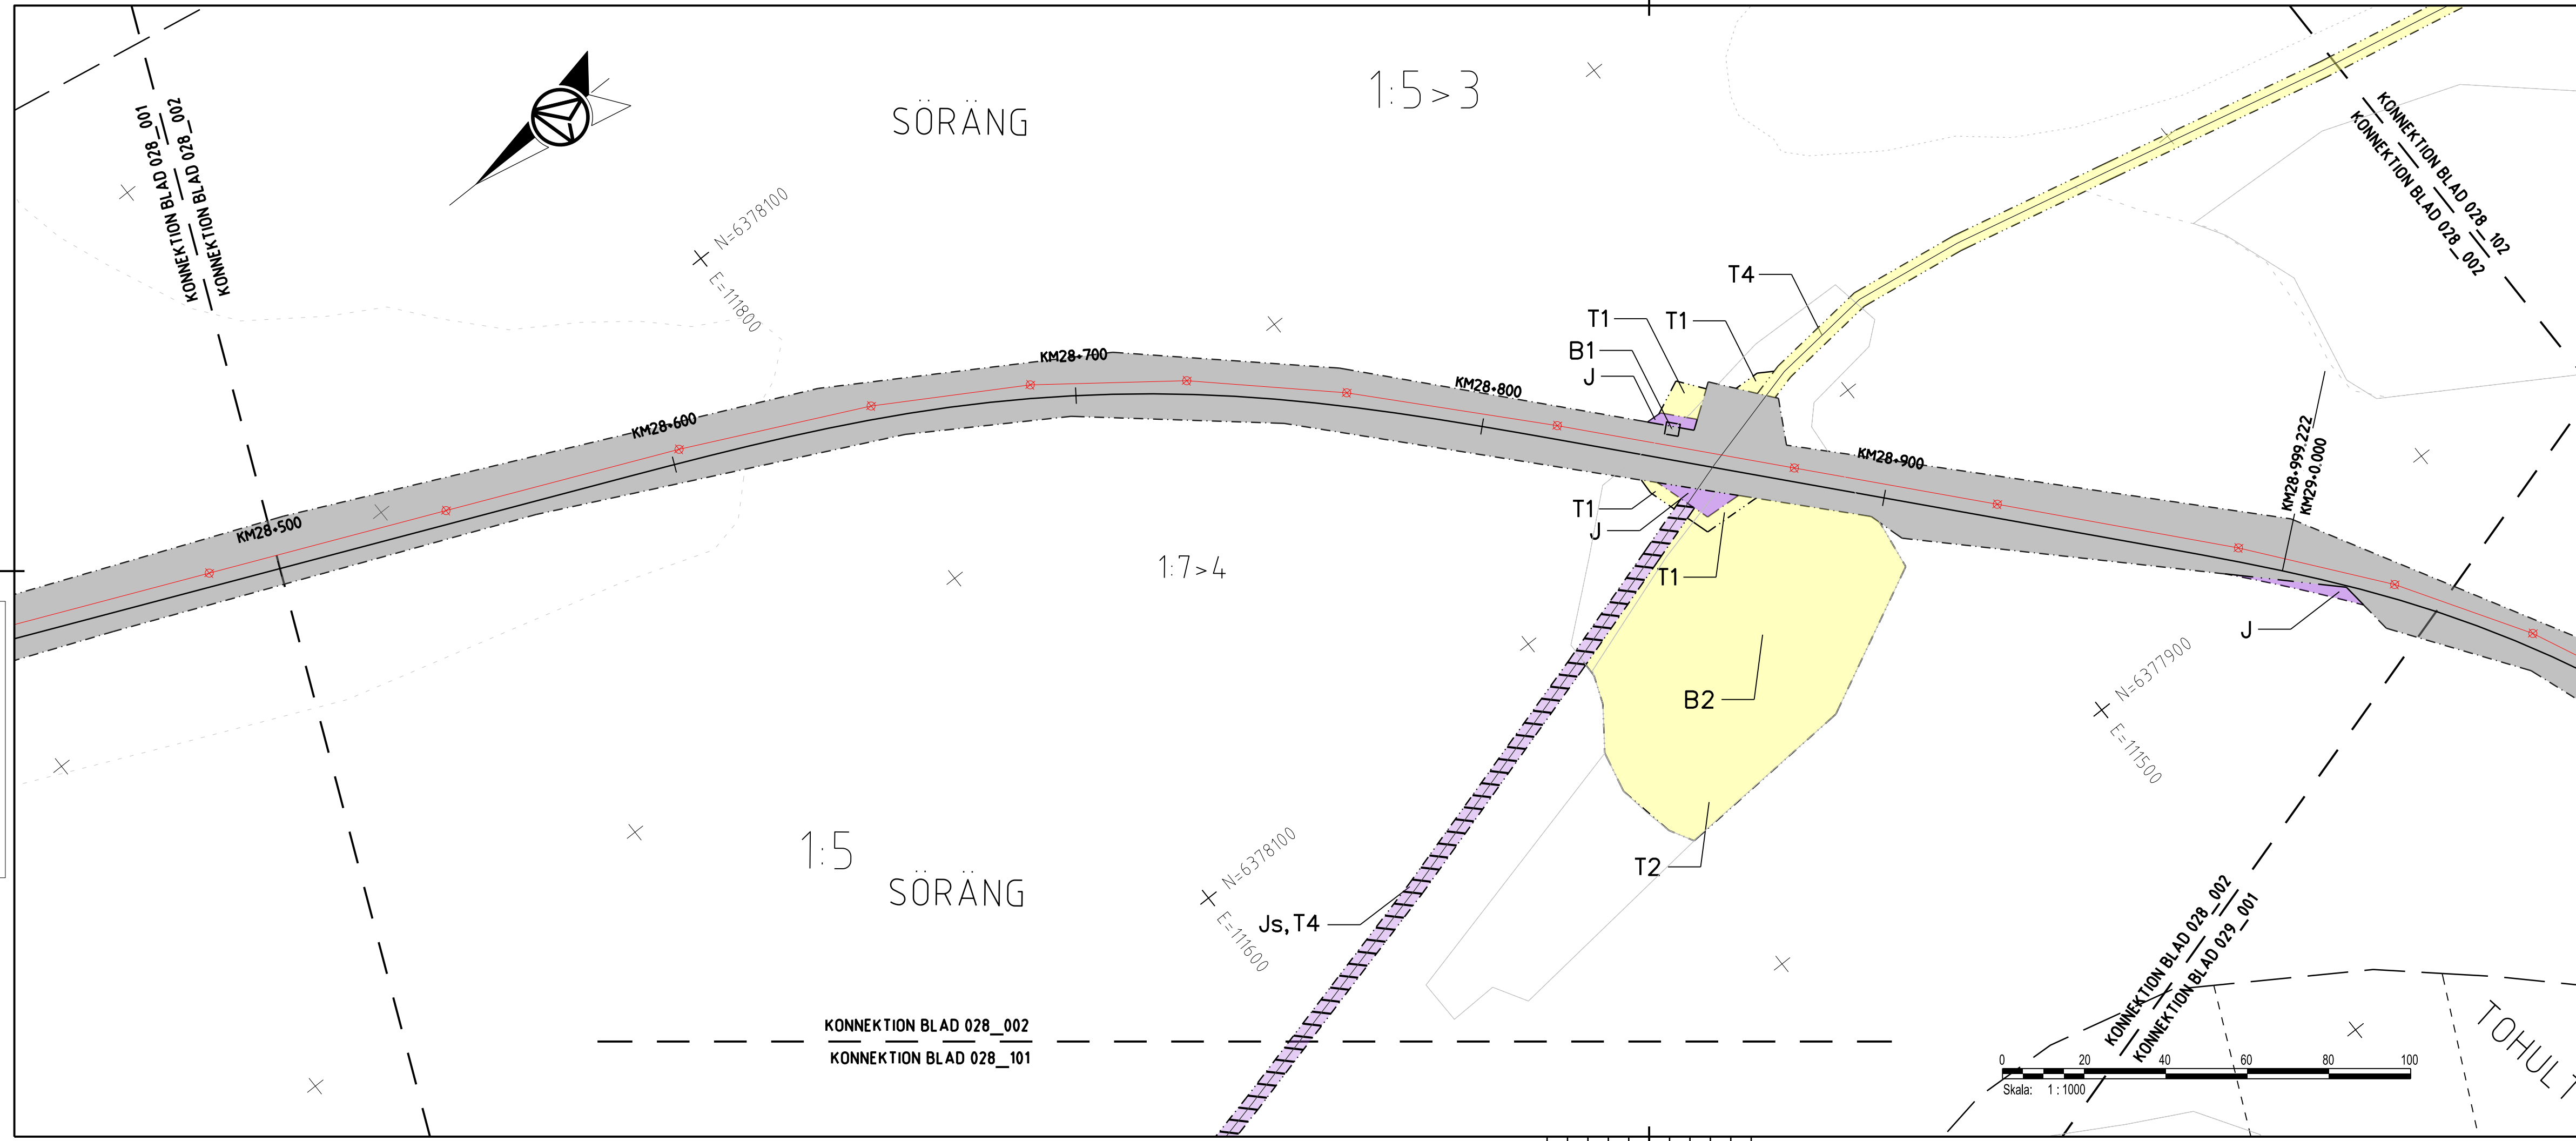 KONNEKTION BLAD 028_001
KONNEKTION BLAD 028_002
SÖRÄNG
1:5>3
KONNEKTION BLAD 028_102
KONNEKTION BLAD 028_002
N=6378100
E=111800
T4
T1
T1
B1
J
KM28+700
KM28+800
KM28+600
KM28+900
KM28+500
KM28+999.222
KM29+0.000
T1
J
T1
1:7>4
J
B2
N=6377900
E=111500
1:5
SÖRÄNG
N=6378100
E=111600
T2
Js,T4
KONNEKTION BLAD 028_002
KONNEKTION BLAD 029_001
KONNEKTION BLAD 028_002
KONNEKTION BLAD 028_101
TOHUL
0 20 40 60 80 100
Skala: 1 : 1000